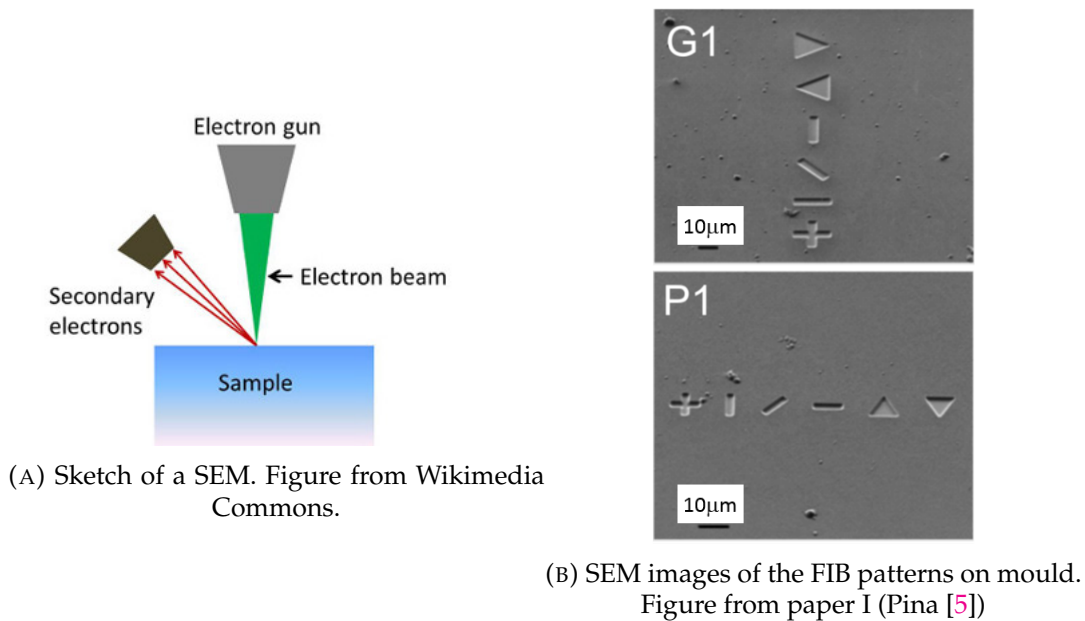 Electron gun
Electron beam
Secondary
electrons
Sample
(A) Sketch of a SEM. Figure from Wikimedia
Commons.
G1
10μm
P1
10μm
(B) SEM images of the FIB patterns on mould.
Figure from paper I (Pina [5])